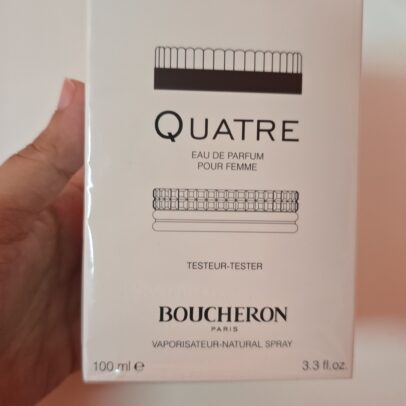 QUATRE
EAU DE PARFUM
POUR FEMME
TESTEUR-TESTER
BOUCHERON
PARIS
VAPORISATEUR-NATURAL SPRAY
100 ml ℮ 3.3 fl.oz.